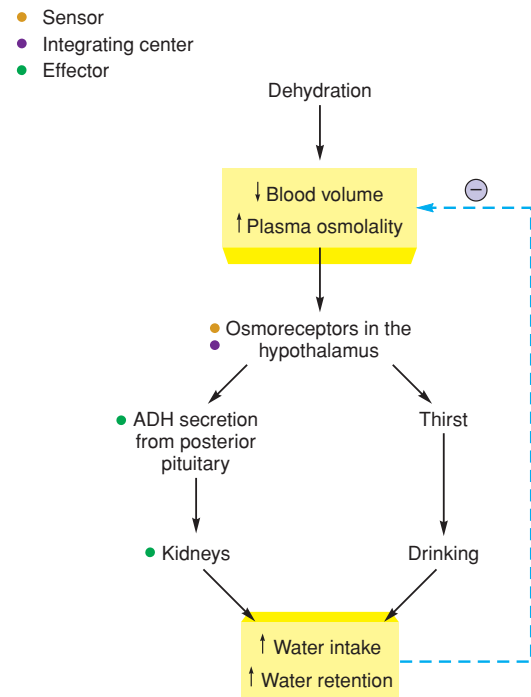 Sensor
Integrating center
Effector
Dehydration
−
↓ Blood volume
↑ Plasma osmolality
Osmoreceptors in the
hypothalamus
ADH secretion
from posterior
pituitary
Thirst
Kidneys
Drinking
↑ Water intake
↑ Water retention